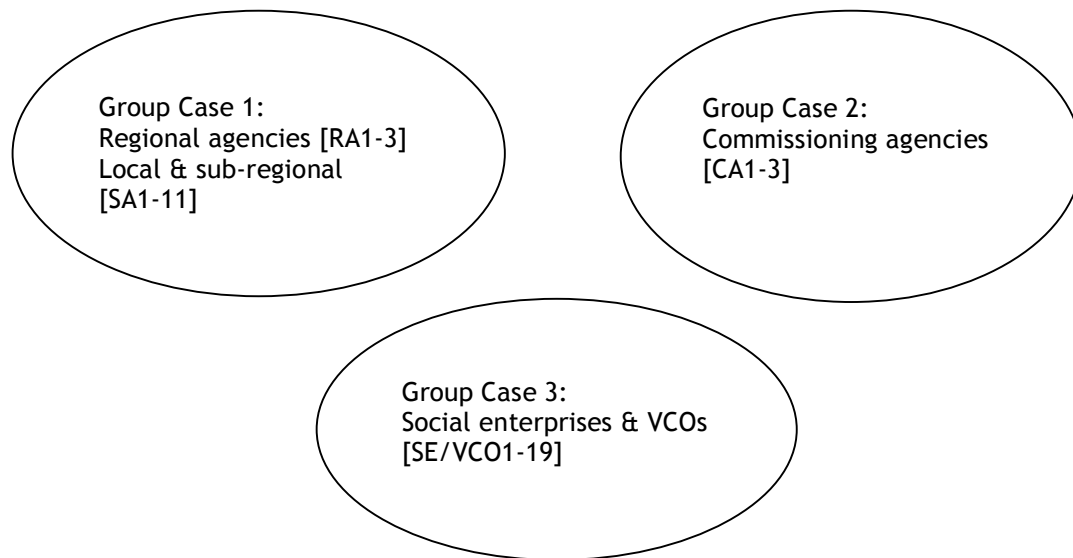 Group Case 1:
Regional agencies [RA1-3]
Local & sub-regional
[SA1-11]
Group Case 2:
Commissioning agencies
[CA1-3]
Group Case 3:
Social enterprises & VCOs
[SE/VCO1-19]